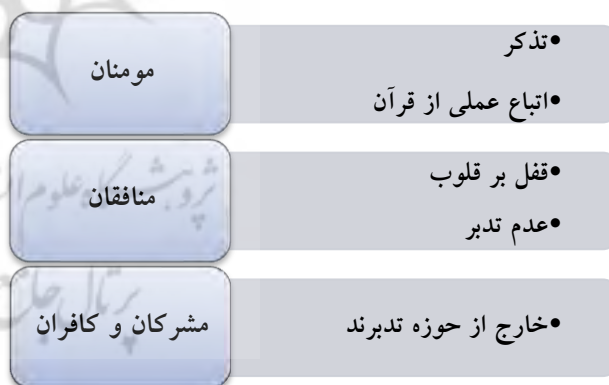 مومنان
•تذکر
•اتباع عملی از قرآن
منافقان
•قفل بر قلوب
•عدم تدبر
مشرکان و کافران
•خارج از حوزه تدبرند